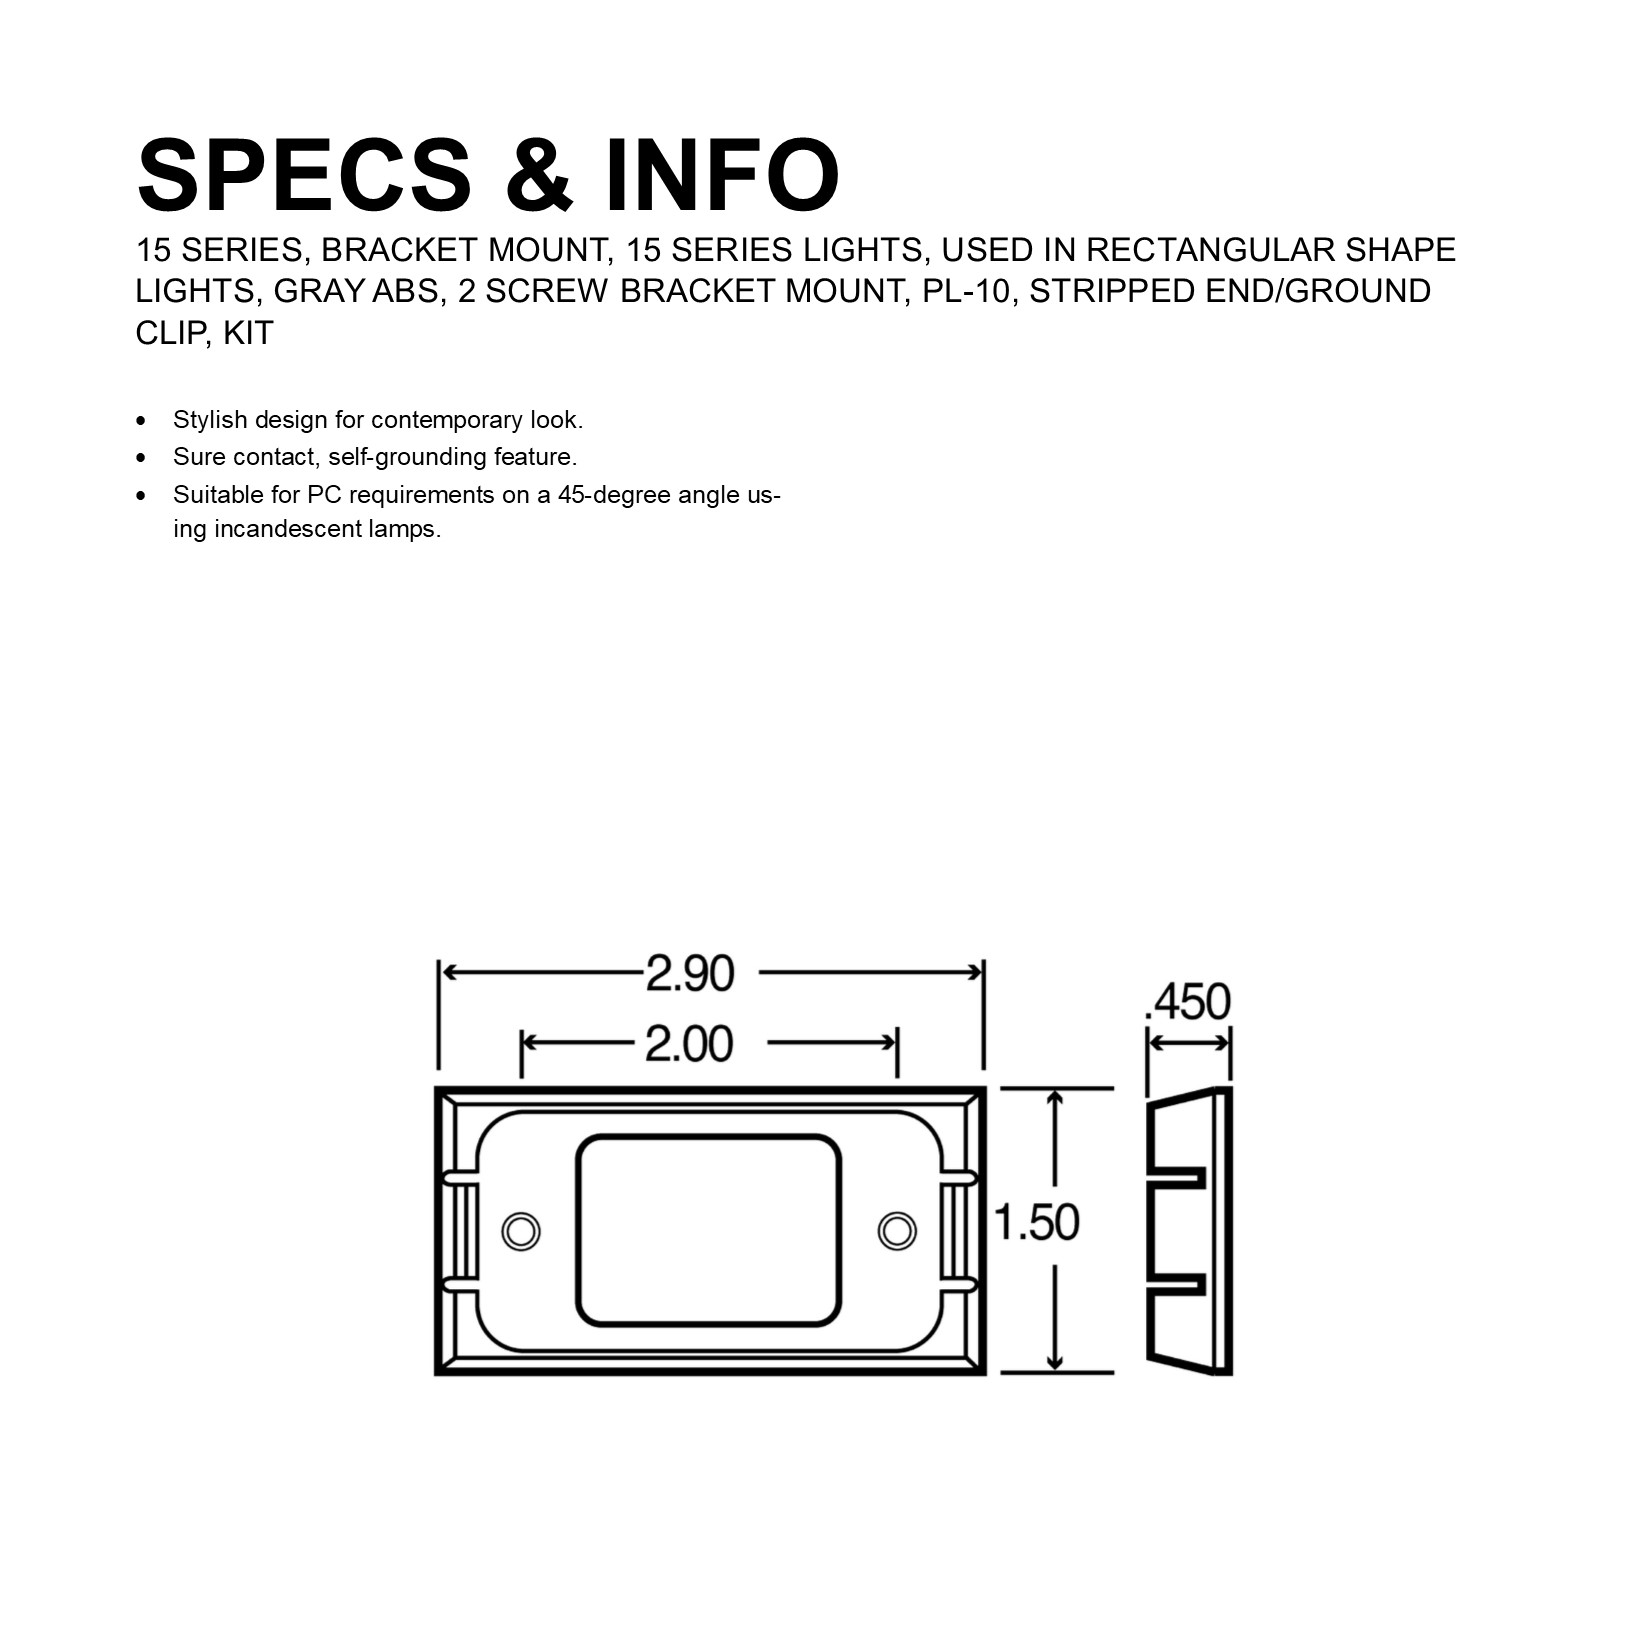 SPECS & INFO
15 SERIES, BRACKET MOUNT, 15 SERIES LIGHTS, USED IN RECTANGULAR SHAPE
LIGHTS, GRAY ABS, 2 SCREW BRACKET MOUNT, PL-10, STRIPPED END/GROUND
CLIP, KIT
• Stylish design for contemporary look.
• Sure contact, self-grounding feature.
• Suitable for PC requirements on a 45-degree angle us-
ing incandescent lamps.
2.90
.450
2.00
1.50